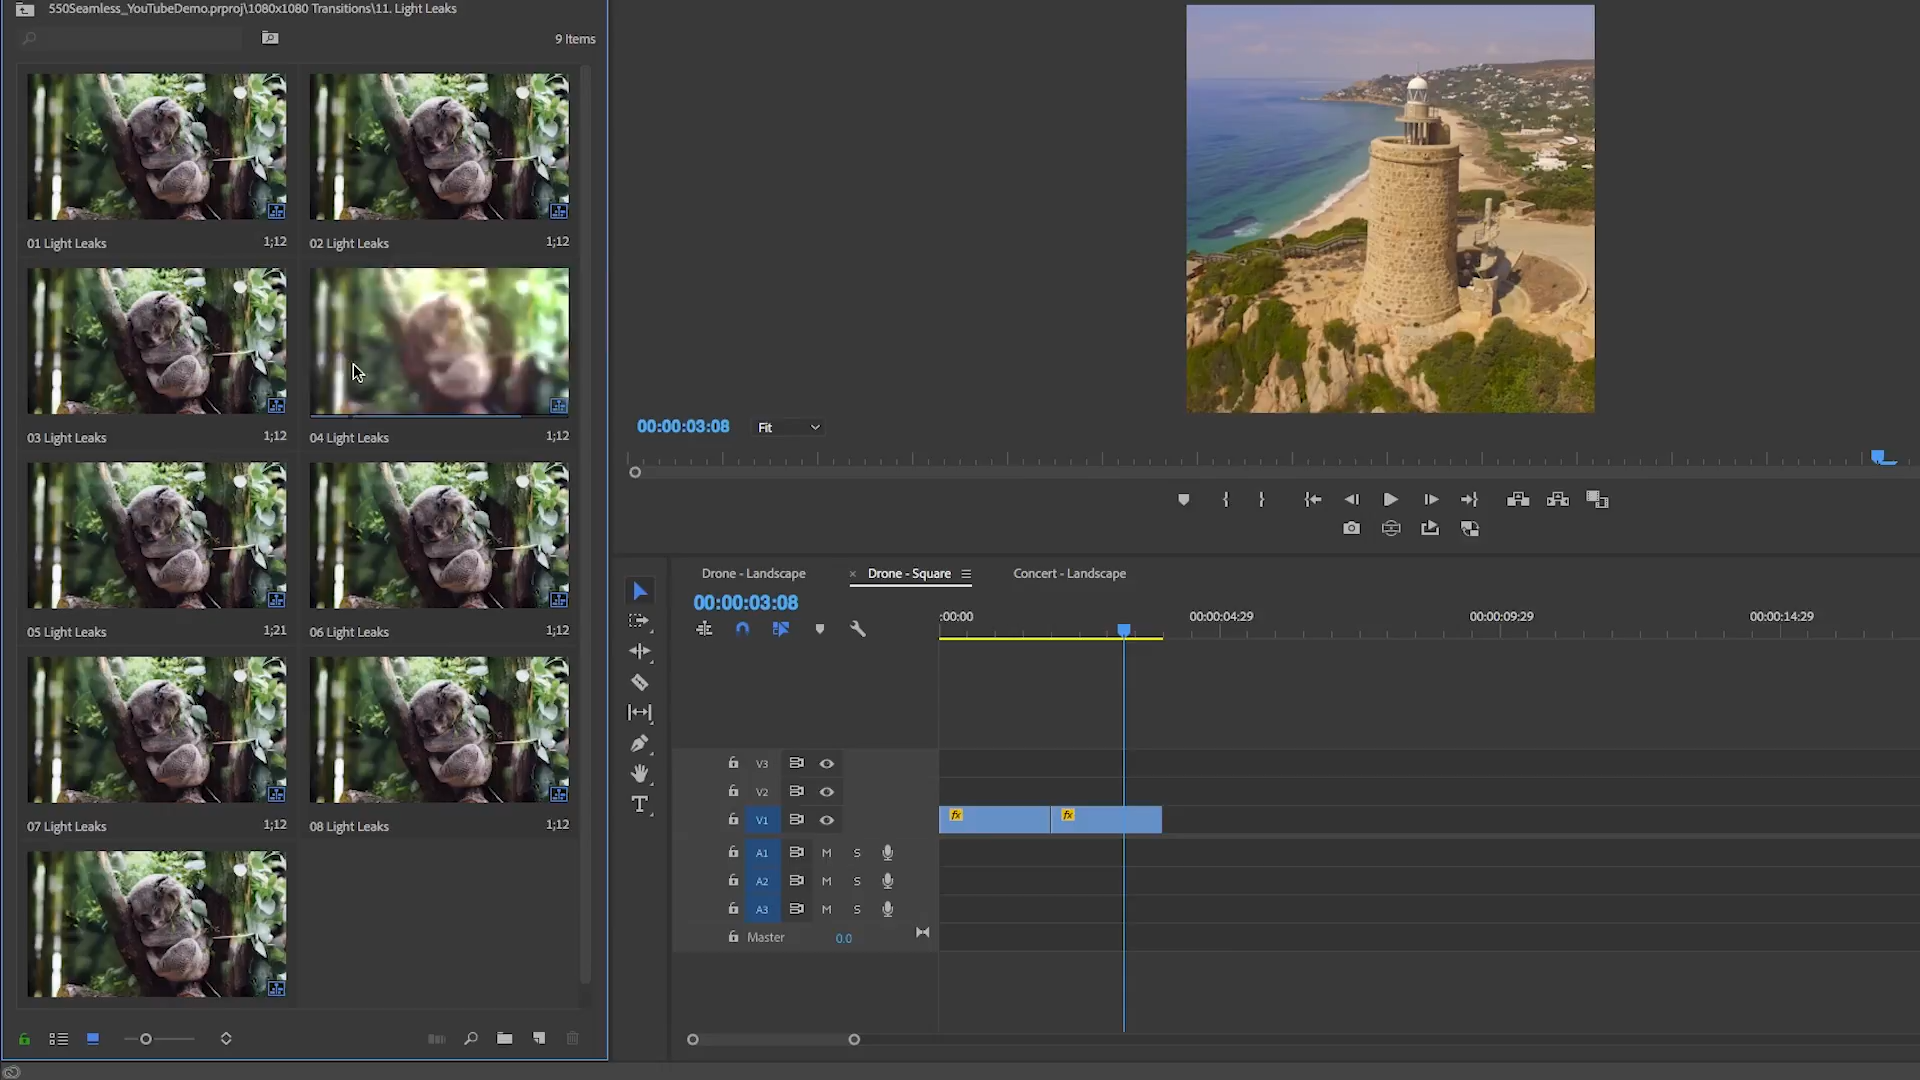 550Seamless_YouTubeDemo.prproj\1080x1080 Transitions\11. Light Leaks
9 Items
01 Light Leaks 1;12
02 Light Leaks 1;12
03 Light Leaks 1;12
04 Light Leaks 1;12
05 Light Leaks 1;21
06 Light Leaks 1;12
07 Light Leaks 1;12
08 Light Leaks 1;12
00:00:03:08
Fit
Drone - Landscape
× Drone - Square
Concert - Landscape
00:00:03:08
:00:00
00:00:04:29
00:00:09:29
00:00:14:29
V3
V2
V1
fx
fx
A1 M S
A2 M S
A3 M S
Master 0.0